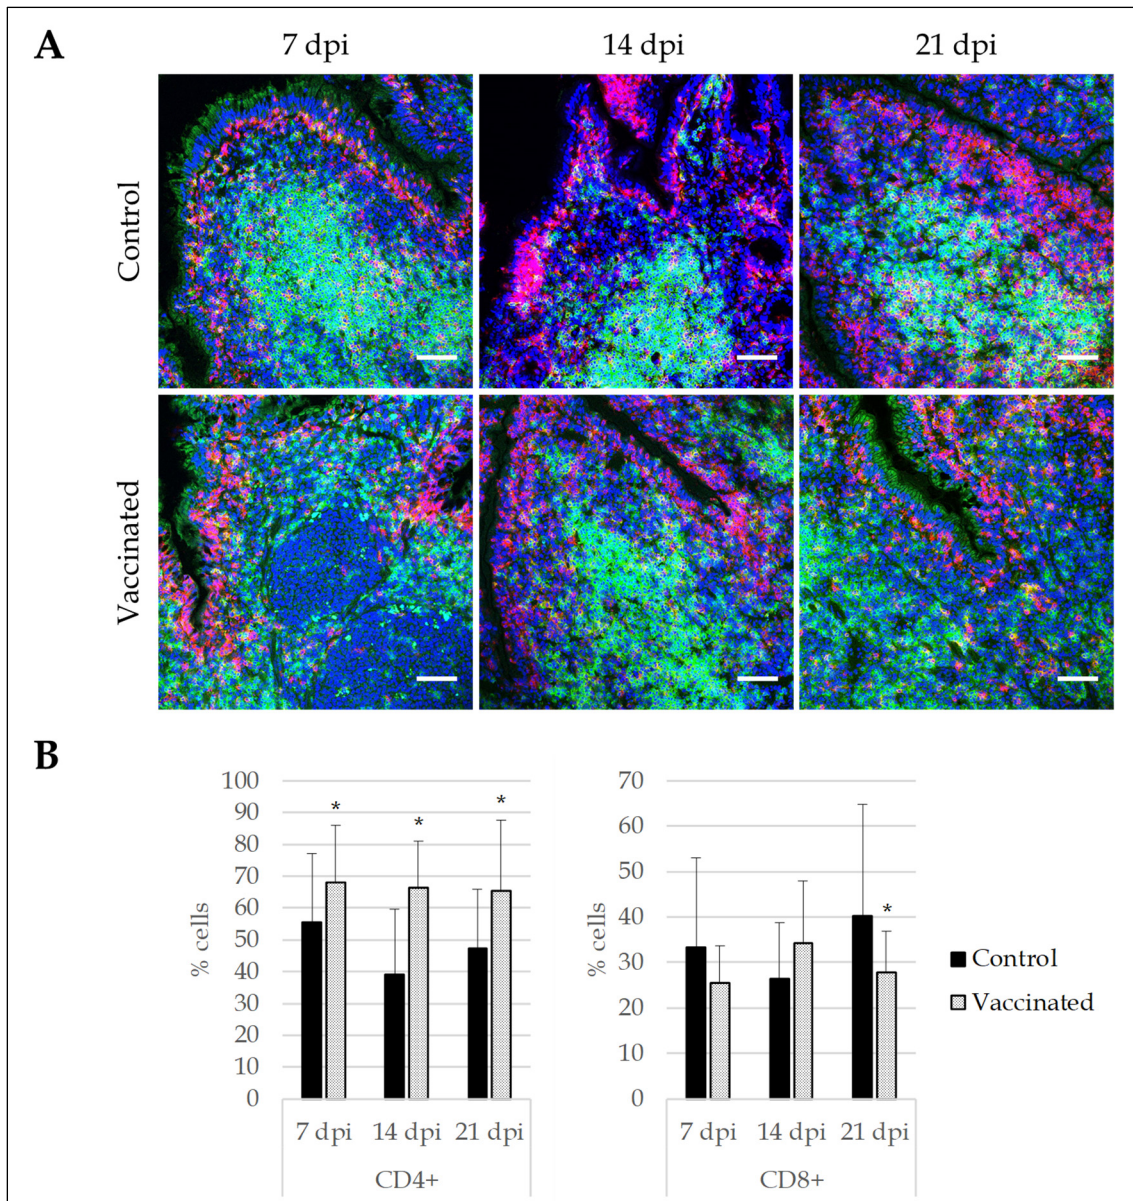 A
7 dpi 14 dpi 21 dpi
Control
Vaccinated
B
100
90
80
70
60
50
40
30
20
10
0
% cells
* * *
7 dpi 14 dpi 21 dpi
CD4+
70
60
50
40
30
20
10
0
% cells
*
7 dpi 14 dpi 21 dpi
CD8+
Control
Vaccinated